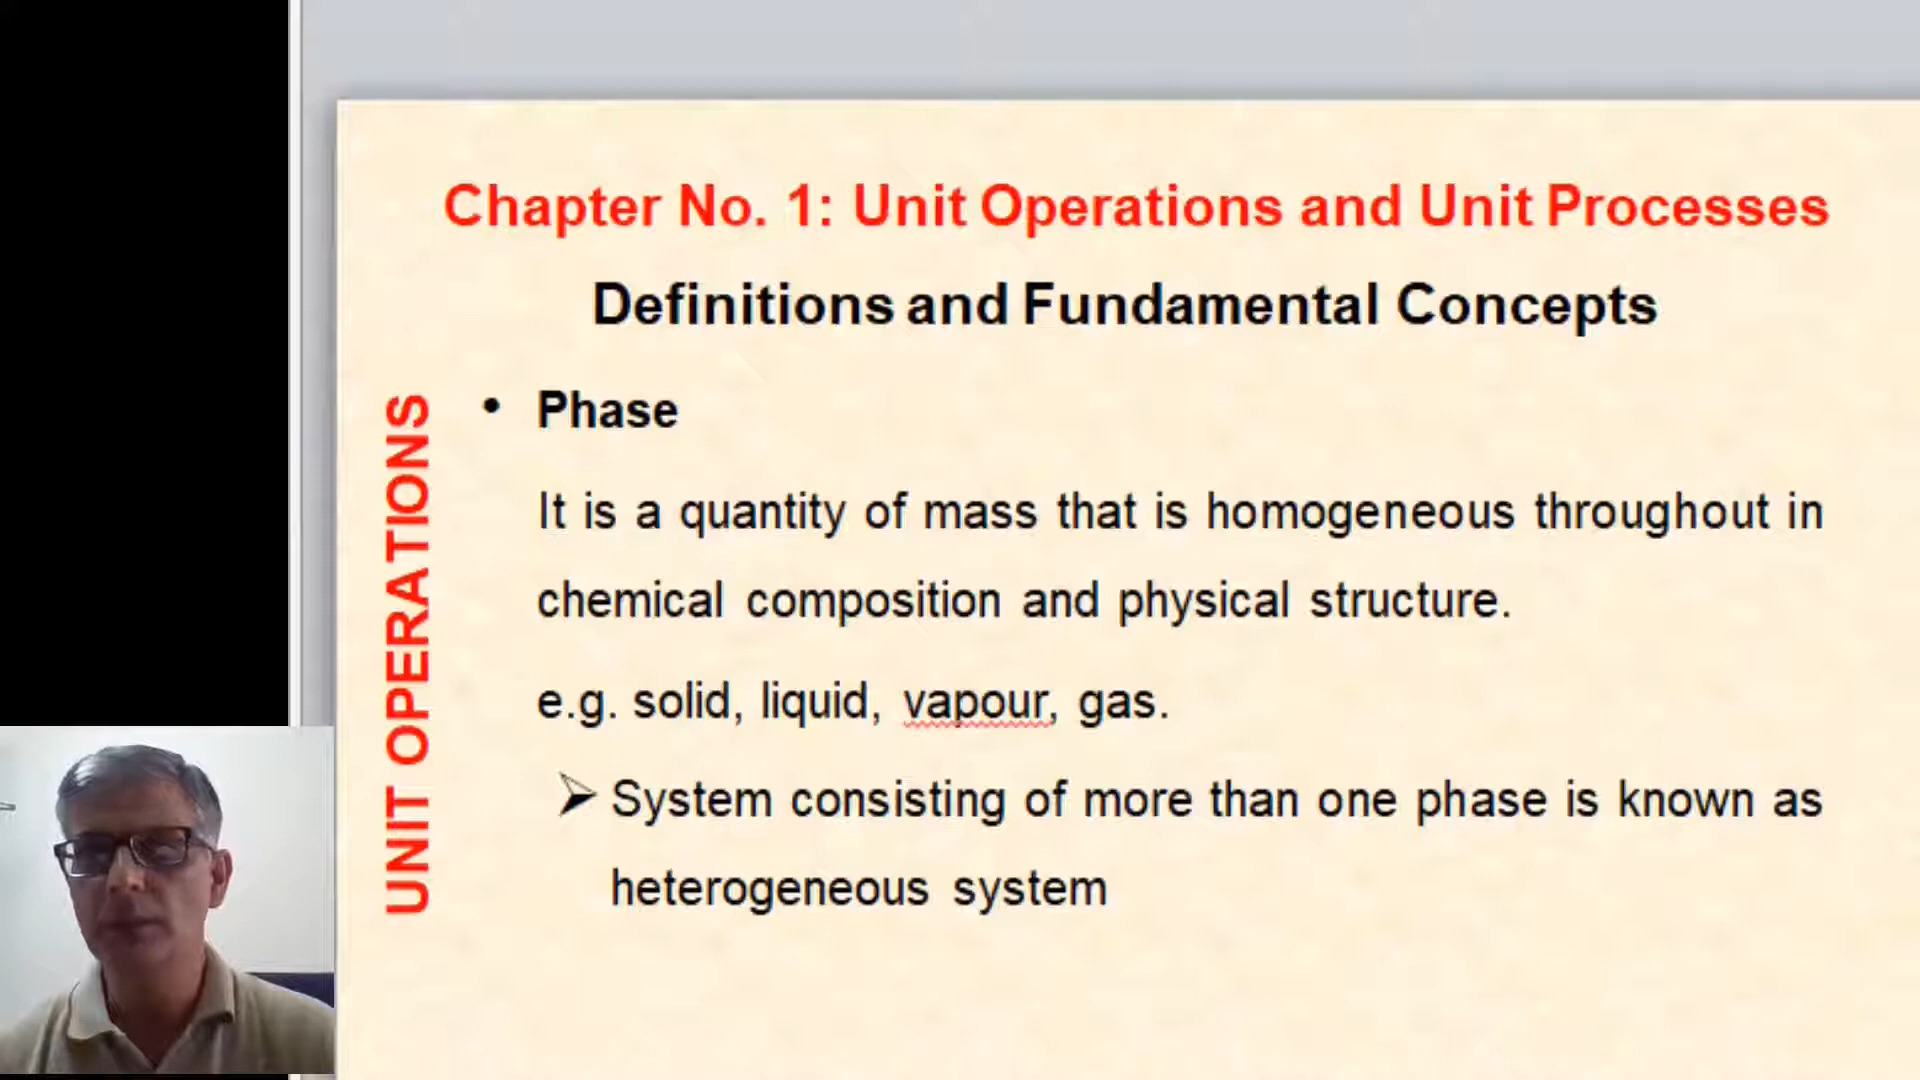 Chapter No. 1: Unit Operations and Unit Processes
Definitions and Fundamental Concepts
UNIT OPERATIONS
• Phase
It is a quantity of mass that is homogeneous throughout in
chemical composition and physical structure.
e.g. solid, liquid, vapour, gas.
➢ System consisting of more than one phase is known as
heterogeneous system